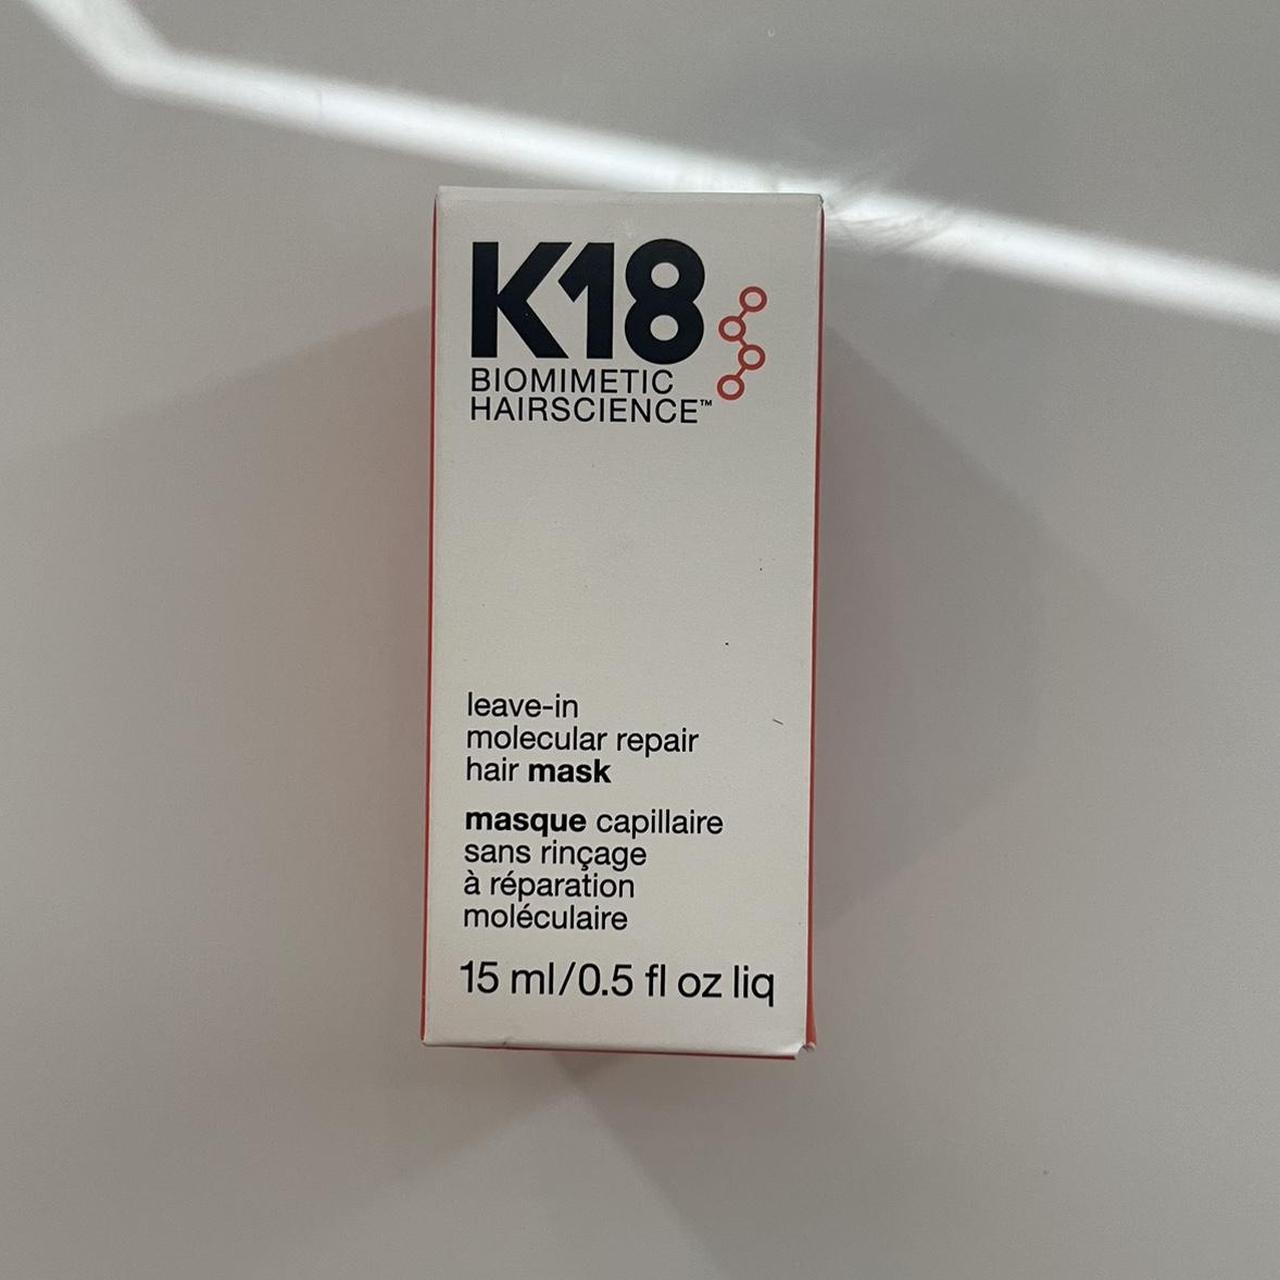 K18
BIOMIMETIC
HAIRSCIENCE™
leave-in
molecular repair
hair mask
masque capillaire
sans rinçage
à réparation
moléculaire
15 ml/0.5 fl oz liq